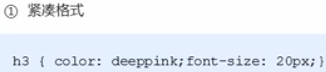 ① 紧凑格式
h3 { color: deeppink;font-size: 20px;}